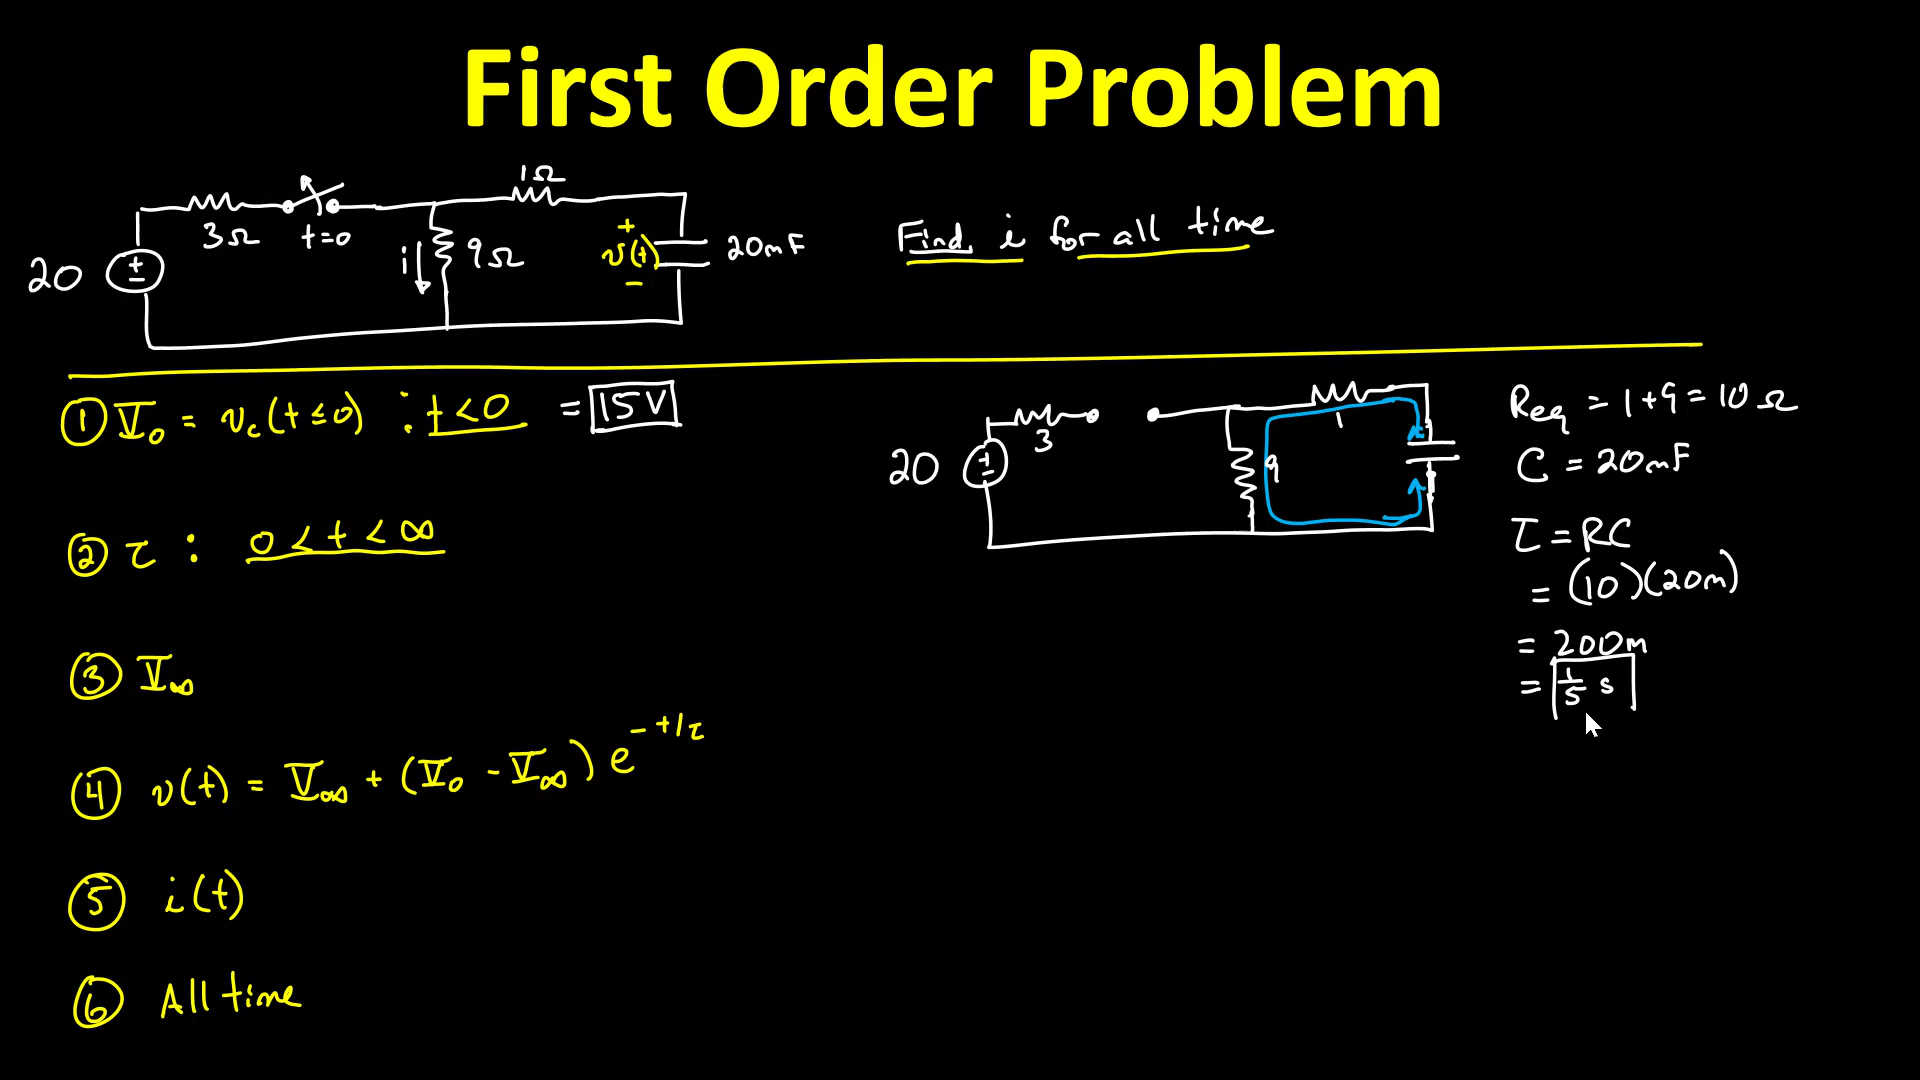 First Order Problem
1Ω
3Ω t=0
20 + − i 9Ω + v(t) − 20mF
Find i for all time
① V₀ = v_c(t ≤ 0) : t < 0 = 15V
② τ : 0 < t < ∞
③ V∞
④ v(t) = V∞ + (V₀ - V∞) e^-t/τ
⑤ i(t)
⑥ All time
20 + − 3 9 1
Req = 1+9 = 10 Ω
C = 20mF
τ = RC
= (10)(20m)
= 200m
= 1/5 s